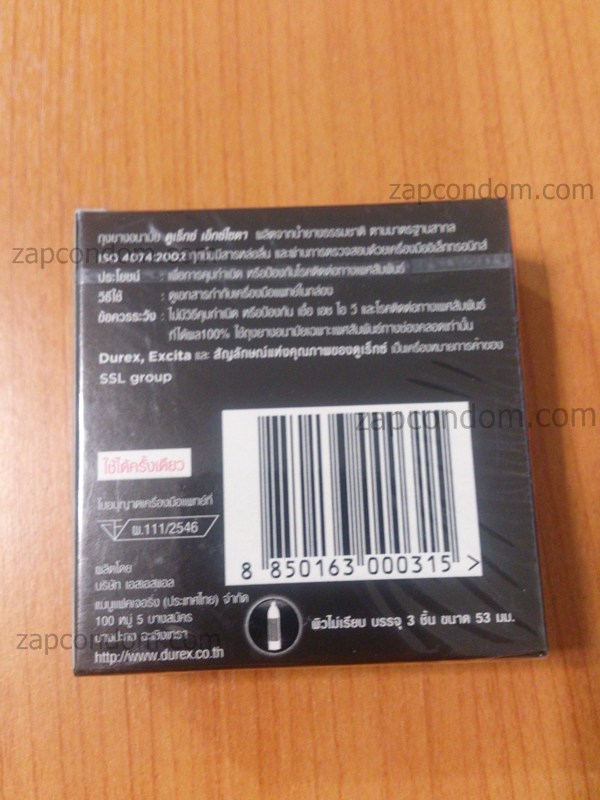 zapcondom.com
ถุงยางอนามัย ดูเร็กซ์ เอ็กซ์ไซตา ผลิตจากน้ำยางธรรมชาติ ตามมาตรฐานสากล
zapcondom.com
ISO 4074:2002 ถุงนี้มีสารหล่อลื่น และผ่านการตรวจสอบด้วยเครื่องมืออิเล็กทรอนิกส์
ประโยชน์ : เพื่อการคุมกำเนิด หรือป้องกันโรคติดต่อทางเพศสัมพันธ์
วิธีใช้ : ดูเอกสารกำกับเครื่องมือแพทย์ในกล่อง
ข้อควรระวัง : ไม่มีวิธีคุมกำเนิด หรือป้องกัน เชื้อ เอช ไอ วี และโรคติดต่อทางเพศสัมพันธ์
ที่ได้ผล100% ใช้ถุงยางอนามัยเฉพาะเพศสัมพันธ์ทางช่องคลอดเท่านั้น
Durex, Excita และ สัญลักษณ์แห่งคุณภาพของดูเร็กซ์ เป็นเครื่องหมายการค้าของ
SSL group
zapcondom.com
ใช้ได้ครั้งเดียว
ใบอนุญาตเครื่องมือแพทย์ที่
ผ.111/2546
8 850163 000315 >
ผลิตโดย
บริษัท เอสเอสแอล
แมนูแฟคเจอริ่ง (ประเทศไทย) จำกัด
100 หมู่ 5 บางสมัคร
บางปะกง ฉะเชิงเทรา
http://www.durex.co.th
ผิวไม่เรียบ บรรจุ 3 ชิ้น ขนาด 53 มม.
zapcondom.com
zapcondom.com